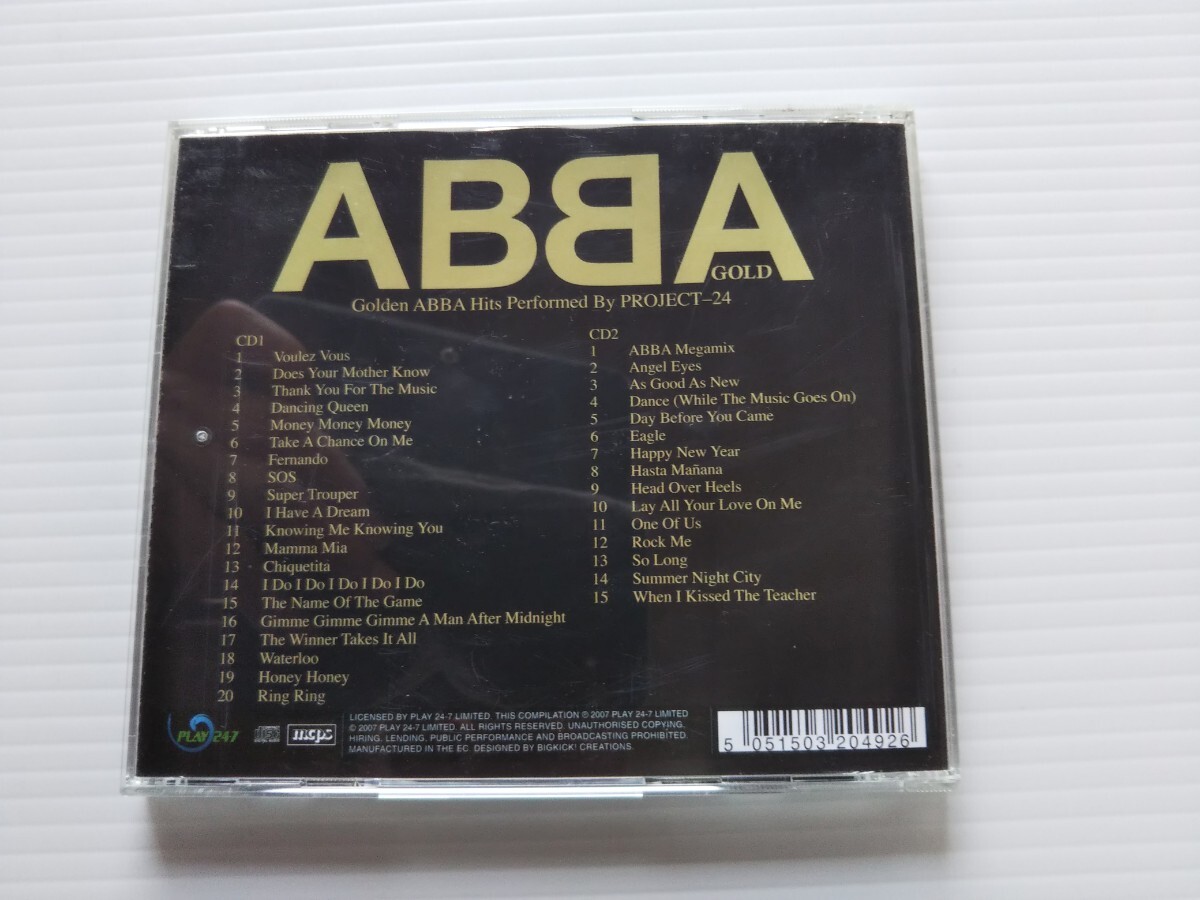 ABBA
GOLD
Golden ABBA Hits Performed By PROJECT–24
CD1
1 Voulez Vous
2 Does Your Mother Know
3 Thank You For The Music
4 Dancing Queen
5 Money Money Money
6 Take A Chance On Me
7 Fernando
8 SOS
9 Super Trouper
10 I Have A Dream
11 Knowing Me Knowing You
12 Mamma Mia
13 Chiquetita
14 I Do I Do I Do I Do I Do
15 The Name Of The Game
16 Gimme Gimme Gimme A Man After Midnight
17 The Winner Takes It All
18 Waterloo
19 Honey Honey
20 Ring Ring
CD2
1 ABBA Megamix
2 Angel Eyes
3 As Good As New
4 Dance (While The Music Goes On)
5 Day Before You Came
6 Eagle
7 Happy New Year
8 Hasta Mañana
9 Head Over Heels
10 Lay All Your Love On Me
11 One Of Us
12 Rock Me
13 So Long
14 Summer Night City
15 When I Kissed The Teacher
PLAY 24-7
mcps
LICENSED BY PLAY 24-7 LIMITED. THIS COMPILATION ℗ 2007 PLAY 24-7 LIMITED
© 2007 PLAY 24-7 LIMITED. ALL RIGHTS RESERVED. UNAUTHORISED COPYING,
HIRING, LENDING, PUBLIC PERFORMANCE AND BROADCASTING PROHIBITED.
MANUFACTURED IN THE EC. DESIGNED BY BIGKICK! CREATIONS.
5 051503 204926